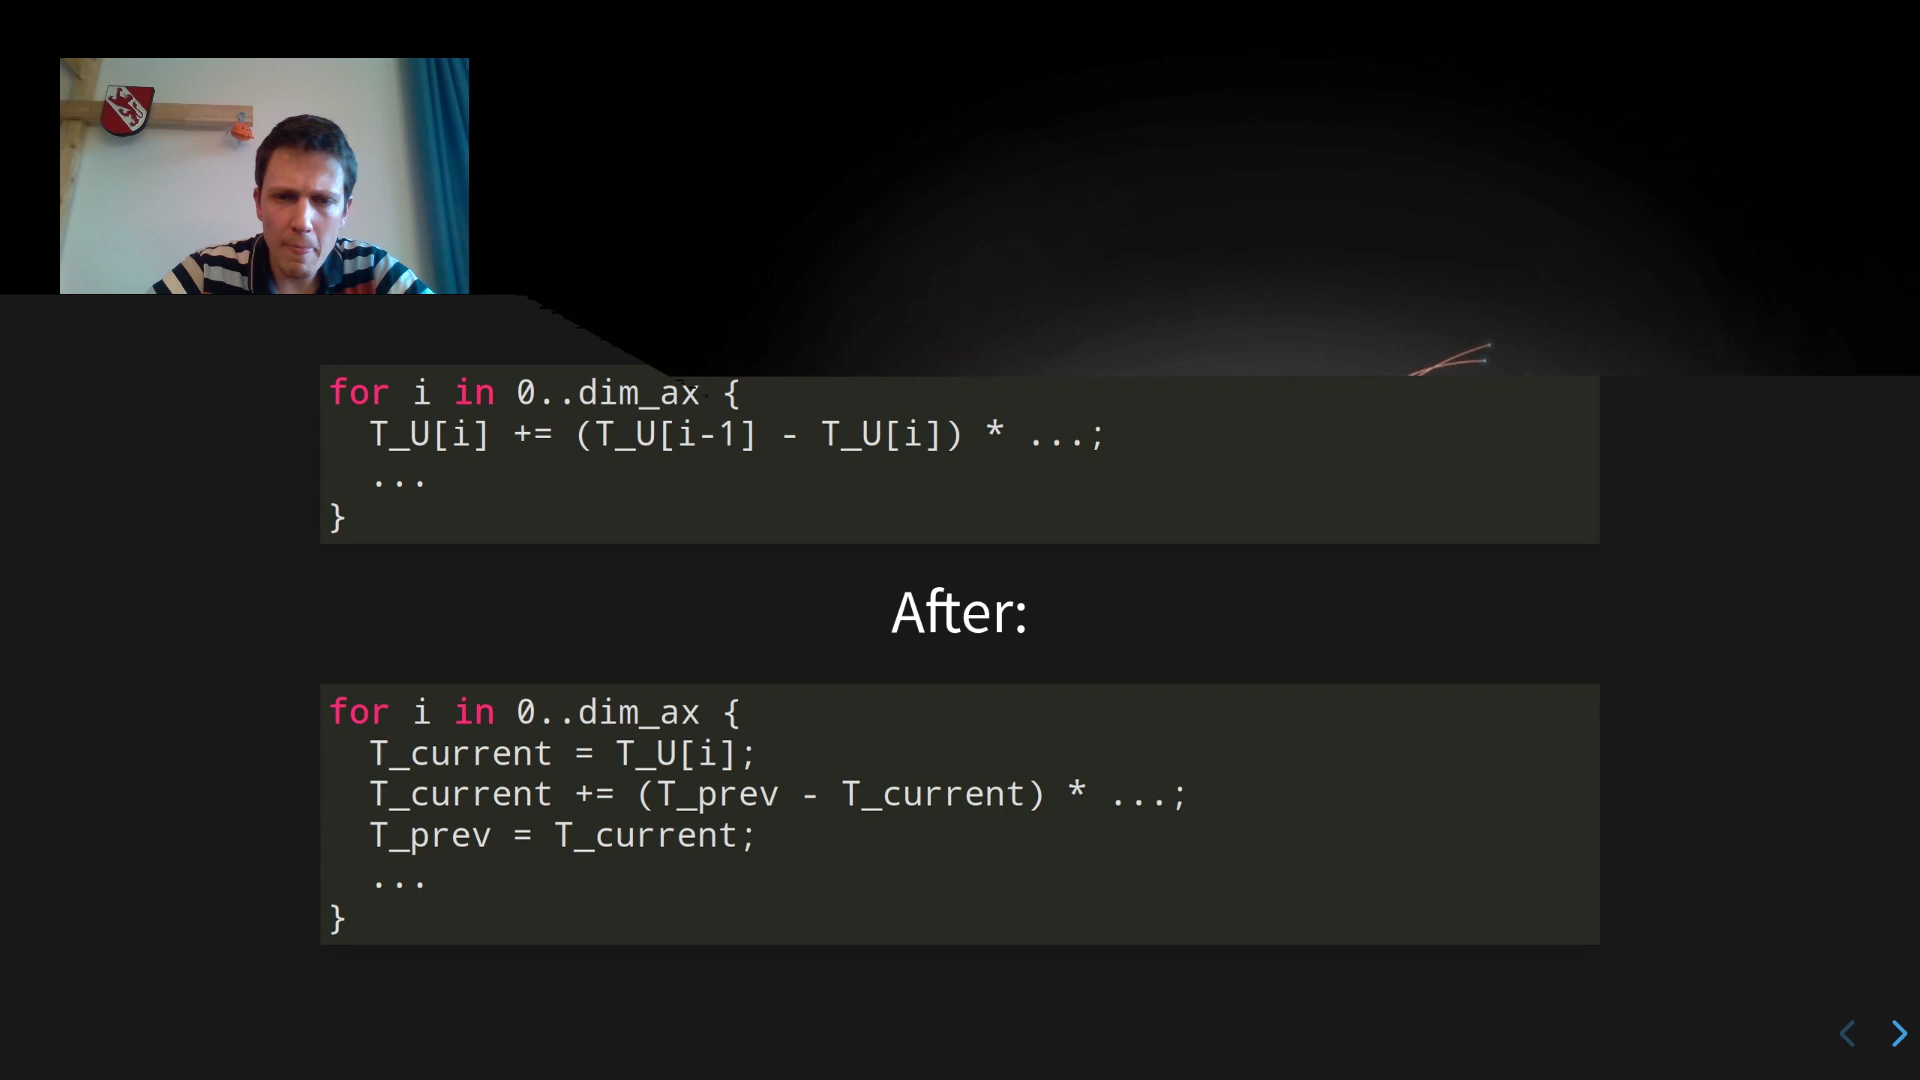 for i in 0..dim_ax {
  T_U[i] += (T_U[i-1] - T_U[i]) * ...;
  ...
}
After:
for i in 0..dim_ax {
  T_current = T_U[i];
  T_current += (T_prev - T_current) * ...;
  T_prev = T_current;
  ...
}